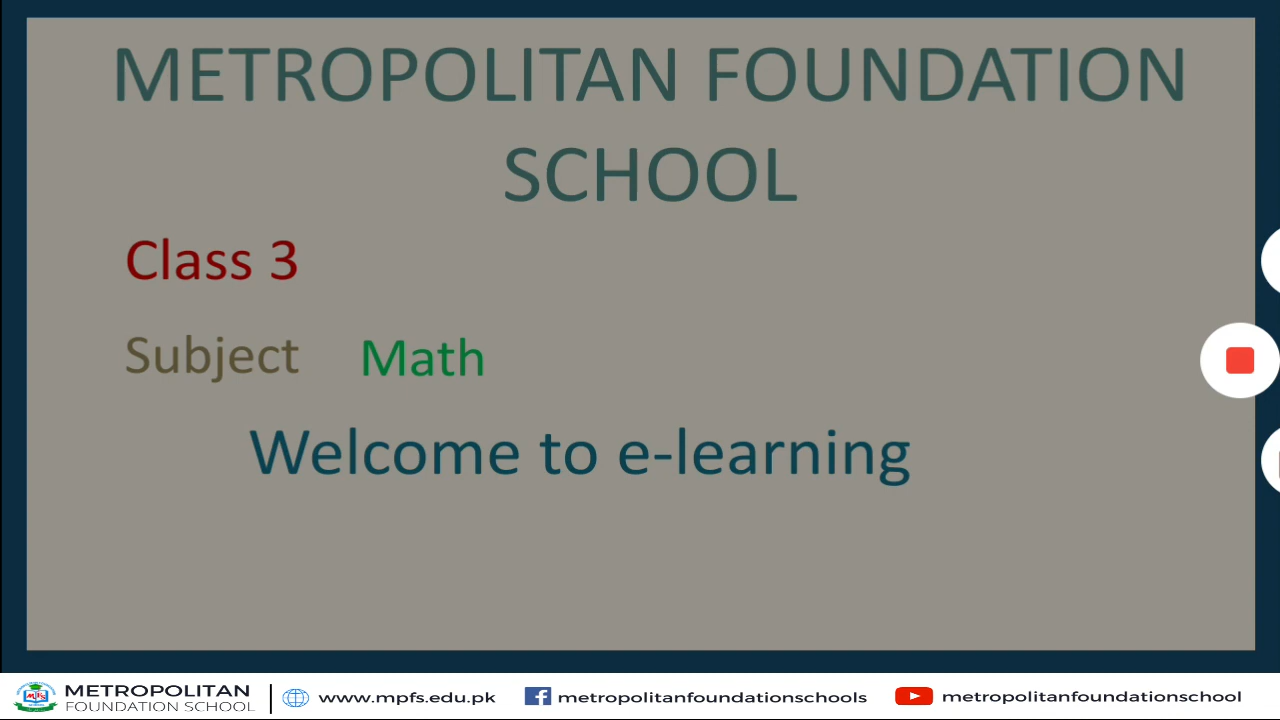 METROPOLITAN FOUNDATION
SCHOOL
Class 3
Subject Math
Welcome to e-learning
METROPOLITAN
FOUNDATION SCHOOL
www.mpfs.edu.pk
metropolitanfoundationschools
metropolitanfoundationschool